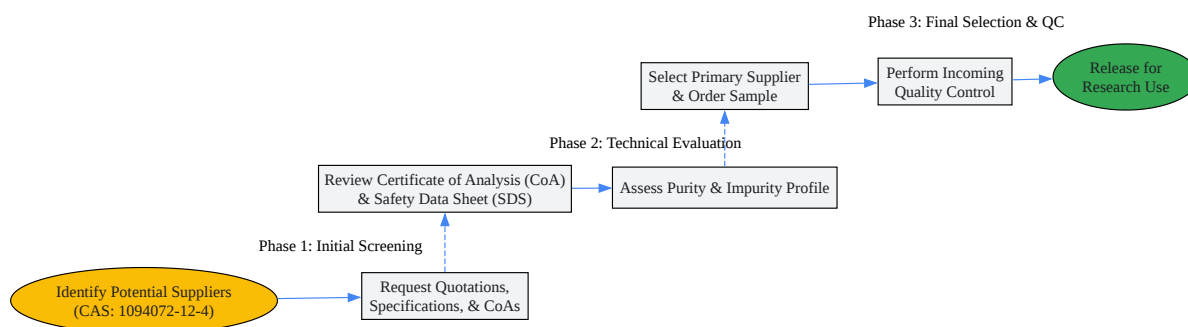 Phase 3: Final Selection & QC
Select Primary Supplier
& Order Sample
Perform Incoming
Quality Control
Release for
Research Use
Phase 2: Technical Evaluation
Review Certificate of Analysis (CoA)
& Safety Data Sheet (SDS)
Assess Purity & Impurity Profile
Phase 1: Initial Screening
Identify Potential Suppliers
(CAS: 1094072-12-4)
Request Quotations,
Specifications, & CoAs